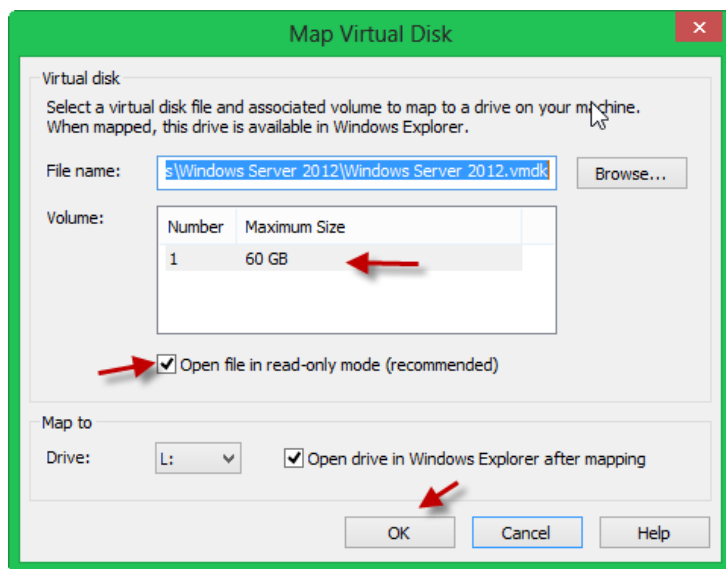 Map Virtual Disk
Virtual disk
Select a virtual disk file and associated volume to map to a drive on your machine.
When mapped, this drive is available in Windows Explorer.
File name: s\Windows Server 2012\Windows Server 2012.vmdk Browse...
Volume:
Number Maximum Size
1 60 GB
Open file in read-only mode (recommended)
Map to
Drive: L: Open drive in Windows Explorer after mapping
OK Cancel Help